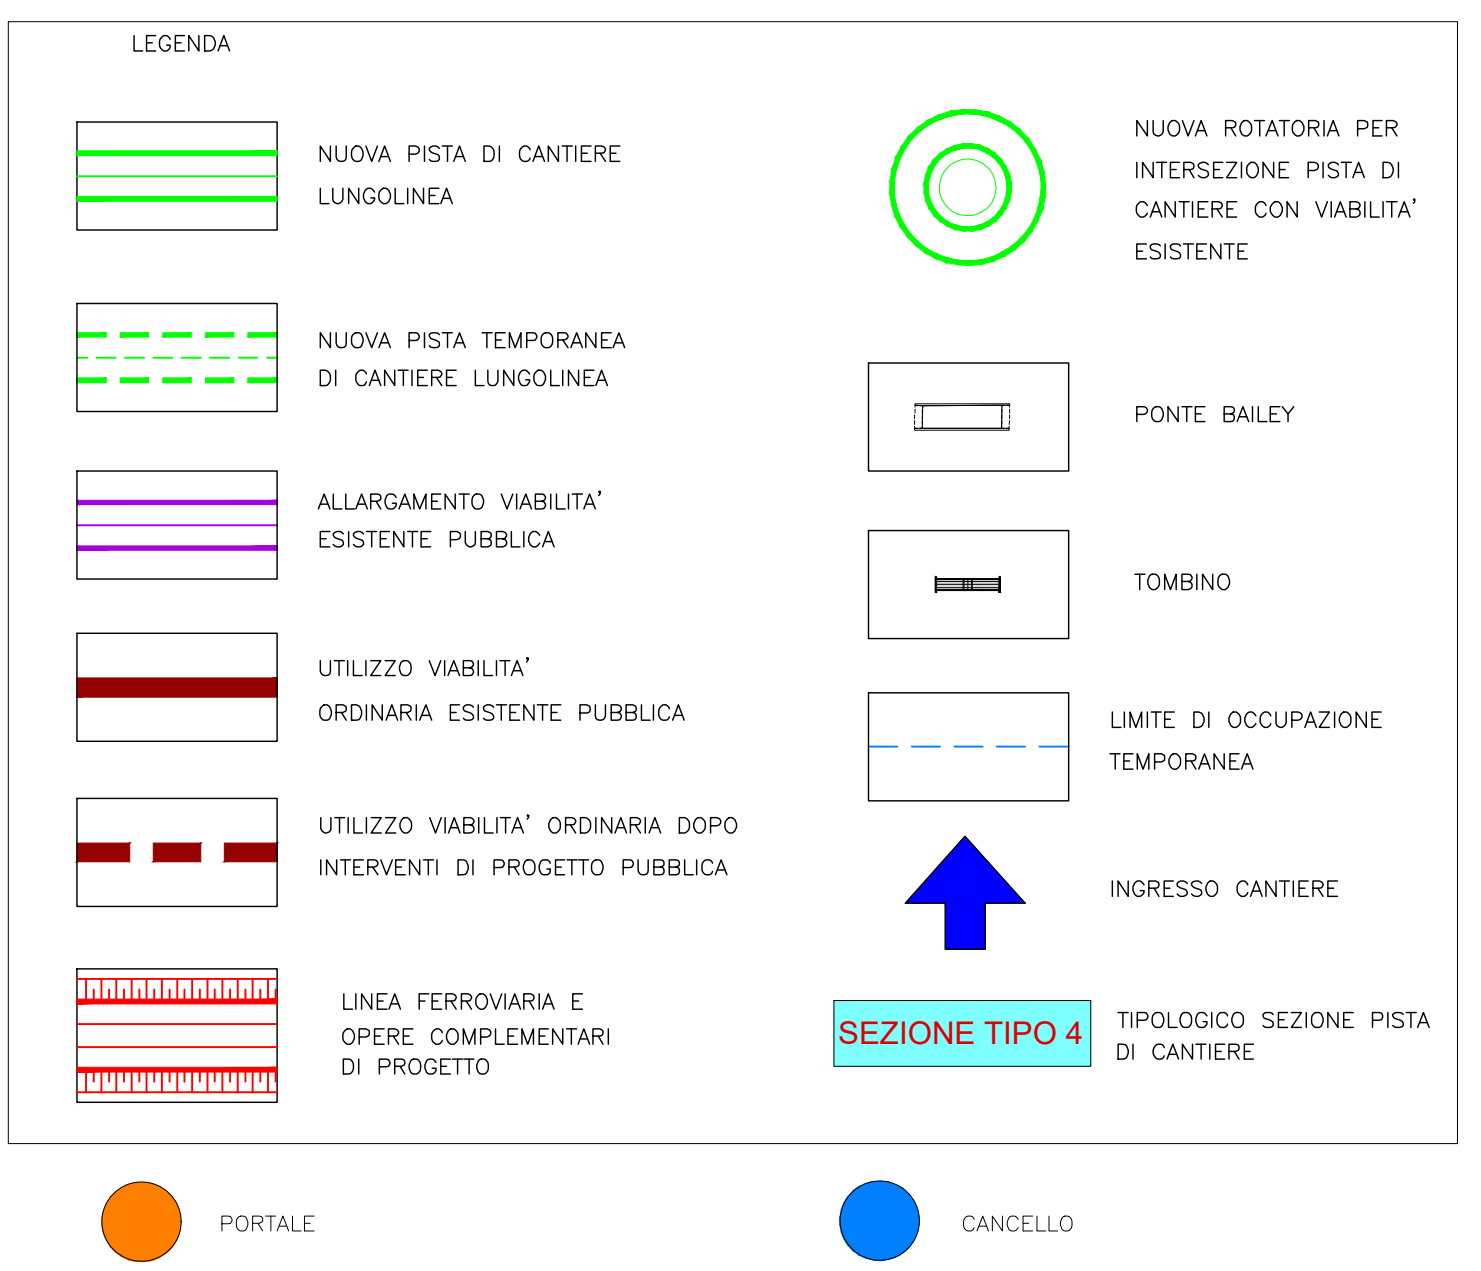 LEGENDA
NUOVA PISTA DI CANTIERE
LUNGOLINEA
NUOVA PISTA TEMPORANEA
DI CANTIERE LUNGOLINEA
ALLARGAMENTO VIABILITA'
ESISTENTE PUBBLICA
UTILIZZO VIABILITA'
ORDINARIA ESISTENTE PUBBLICA
UTILIZZO VIABILITA' ORDINARIA DOPO
INTERVENTI DI PROGETTO PUBBLICA
LINEA FERROVIARIA E
OPERE COMPLEMENTARI
DI PROGETTO
NUOVA ROTATORIA PER
INTERSEZIONE PISTA DI
CANTIERE CON VIABILITA'
ESISTENTE
PONTE BAILEY
TOMBINO
LIMITE DI OCCUPAZIONE
TEMPORANEA
INGRESSO CANTIERE
SEZIONE TIPO 4
TIPOLOGICO SEZIONE PISTA
DI CANTIERE
PORTALE
CANCELLO